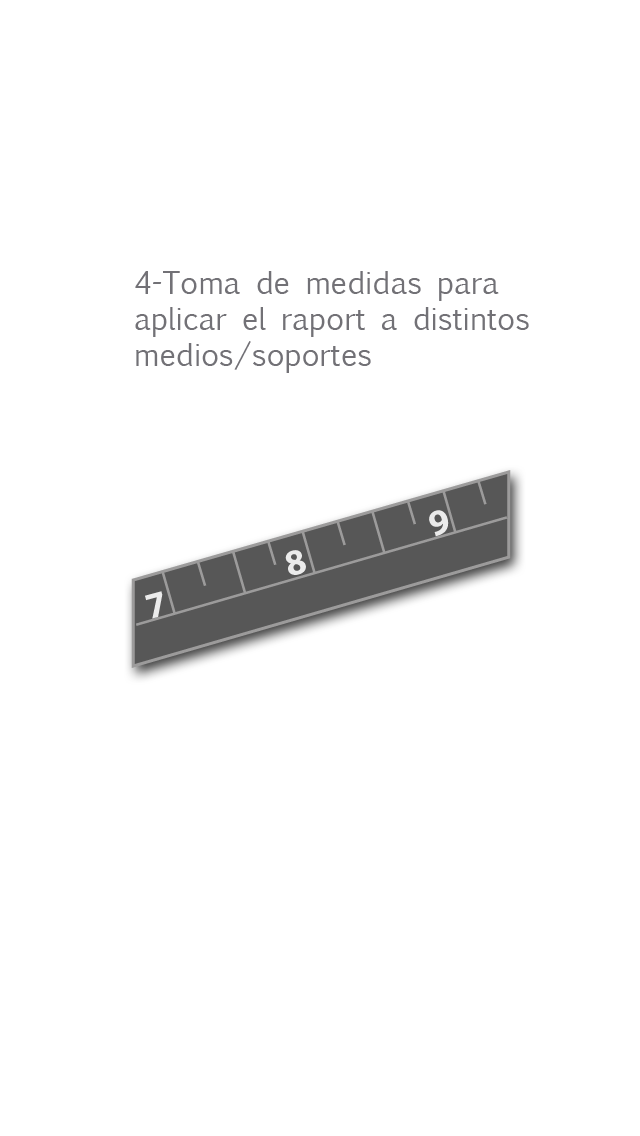 4-Toma de medidas para
aplicar el raport a distintos
medios/soportes
7
8
9